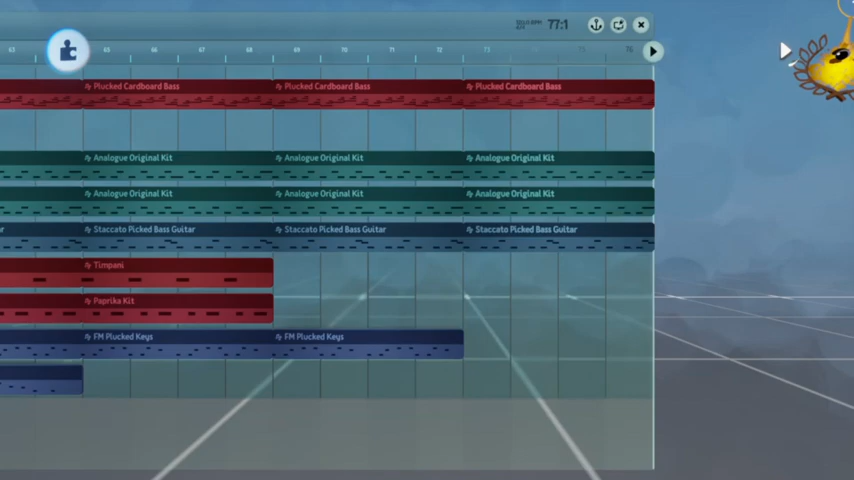 77:1
63 65 66 67 68 69 70 71 72 73 75 76
Plucked Cardboard Bass Plucked Cardboard Bass Plucked Cardboard Bass
Analogue Original Kit Analogue Original Kit Analogue Original Kit
Analogue Original Kit Analogue Original Kit Analogue Original Kit
ar Staccato Picked Bass Guitar Staccato Picked Bass Guitar Staccato Picked Bass Guitar
Timpani
Paprika Kit
FM Plucked Keys FM Plucked Keys